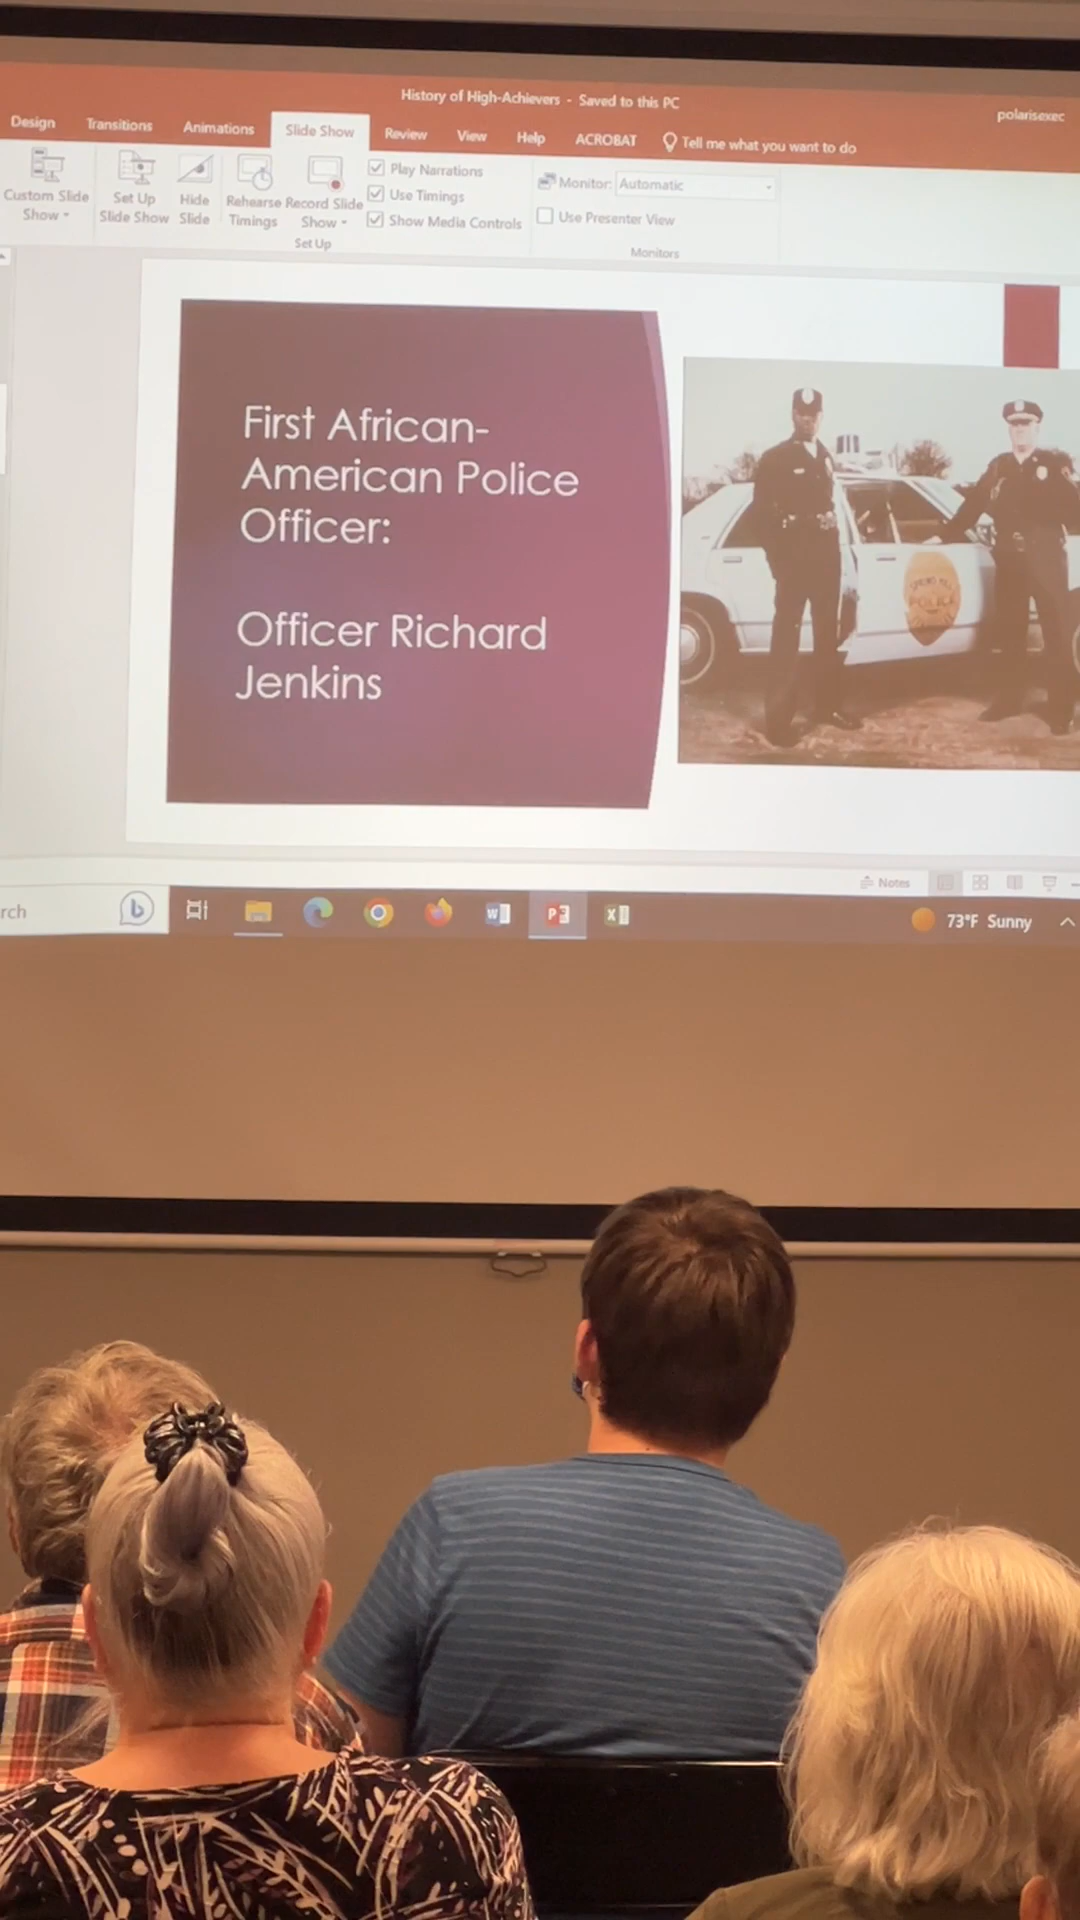 History of High-Achievers - Saved to this PC
polarisexec
Design Transitions Animations Slide Show Review View Help ACROBAT Tell me what you want to do
Custom Slide Show
Set Up Slide Show
Hide Slide
Rehearse Timings
Record Slide Show
Play Narrations
Use Timings
Show Media Controls
Set Up
Monitor: Automatic
Use Presenter View
Monitors
First African-
American Police
Officer:
Officer Richard
Jenkins
POLICE
Notes
rch
73°F Sunny